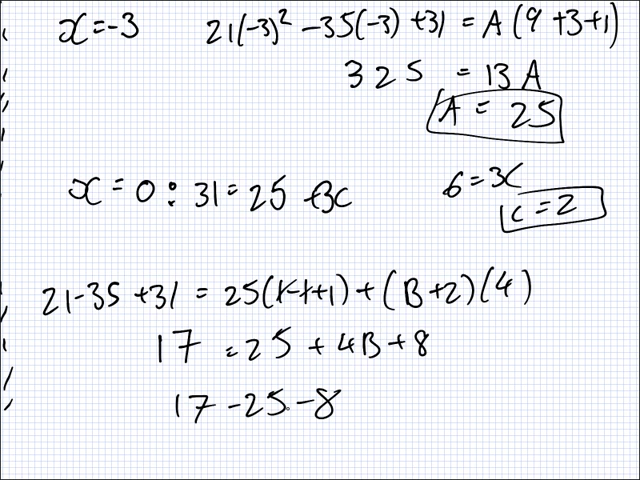 x=-3 21(-3)² -35(-3) +31 = A(9+3+1)
325 = 13A
A = 25
x = 0 : 31 = 25 +3c 6=3c
c = 2
21-35+31 = 25(1-1+1)+(B+2)(4)
17 = 25 + 4B + 8
17 - 25 - 8